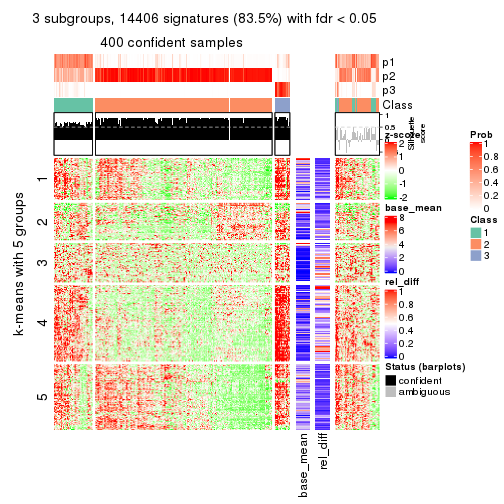 3 subgroups, 14406 signatures (83.5%) with fdr < 0.05
400 confident samples
p1
p2
p3
Class
1
0.5
0
Silhouette
score
k-means with 5 groups
1
2
3
4
5
base_mean
rel_diff
z-score
2
1
0
-1
-2
base_mean
8
6
4
2
0
rel_diff
1
0.8
0.6
0.4
0.2
0
Status (barplots)
confident
ambiguous
Prob
1
0.8
0.6
0.4
0.2
0
Class
1
2
3